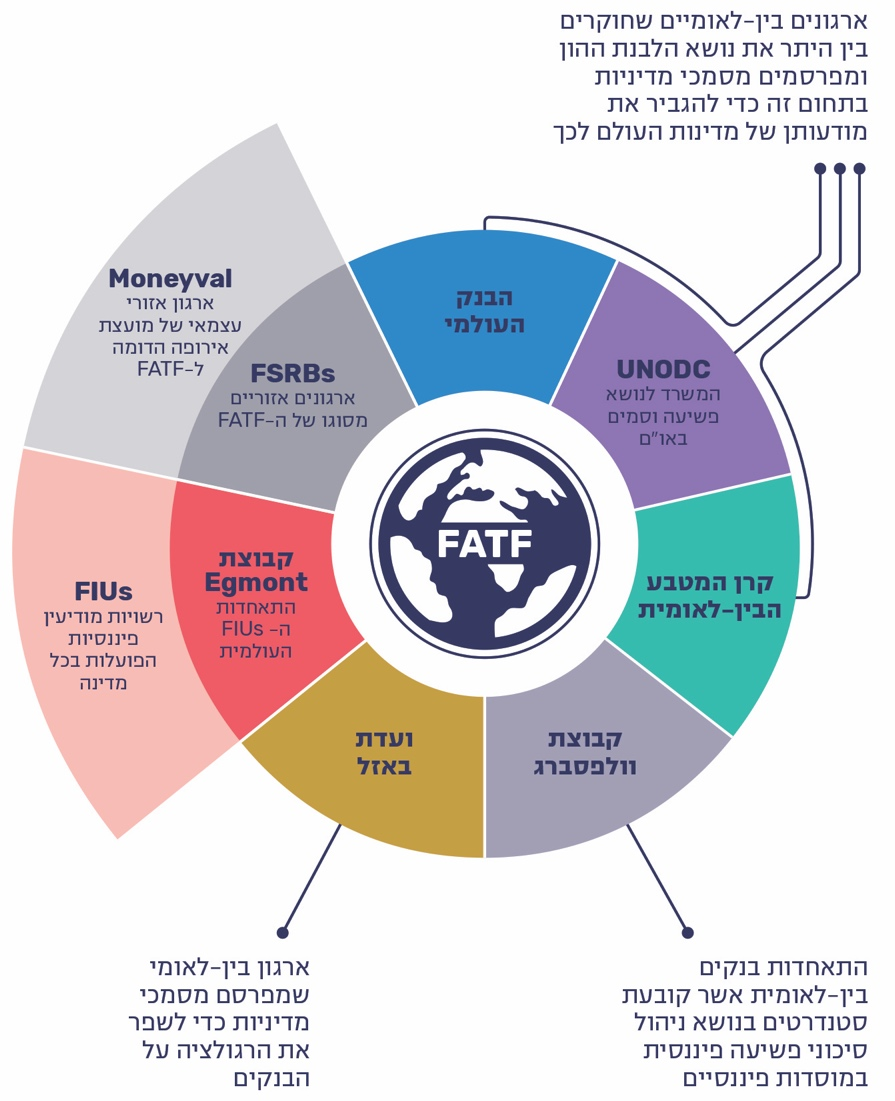 ארגונים בין-לאומיים שחוקרים
בין היתר את נושא הלבנת ההון
ומפרסמים מסמכי מדיניות
בתחום זה כדי להגביר את
מודעותן של מדינות העולם לכך
הבנק
העולמי
UNODC
המשרד לנושא
פשיעה וסמים
באו"ם
קרן המטבע
הבין-לאומית
קבוצת
וולפסברג
ועדת
באזל
קבוצת
Egmont
התאחדות
ה- FIUs
העולמית
FIUs
רשויות מודיעין
פיננסיות
הפועלות בכל
מדינה
FSRBs
ארגונים אזוריים
מסוגו של ה-FATF
Moneyval
ארגון אזורי
עצמאי של מועצת
אירופה הדומה
ל-FATF
FATF
התאחדות בנקים
בין-לאומית אשר קובעת
סטנדרטים בנושא ניהול
סיכוני פשיעה פיננסית
במוסדות פיננסיים
ארגון בין-לאומי
שמפרסם מסמכי
מדיניות כדי לשפר
את הרגולציה על
הבנקים